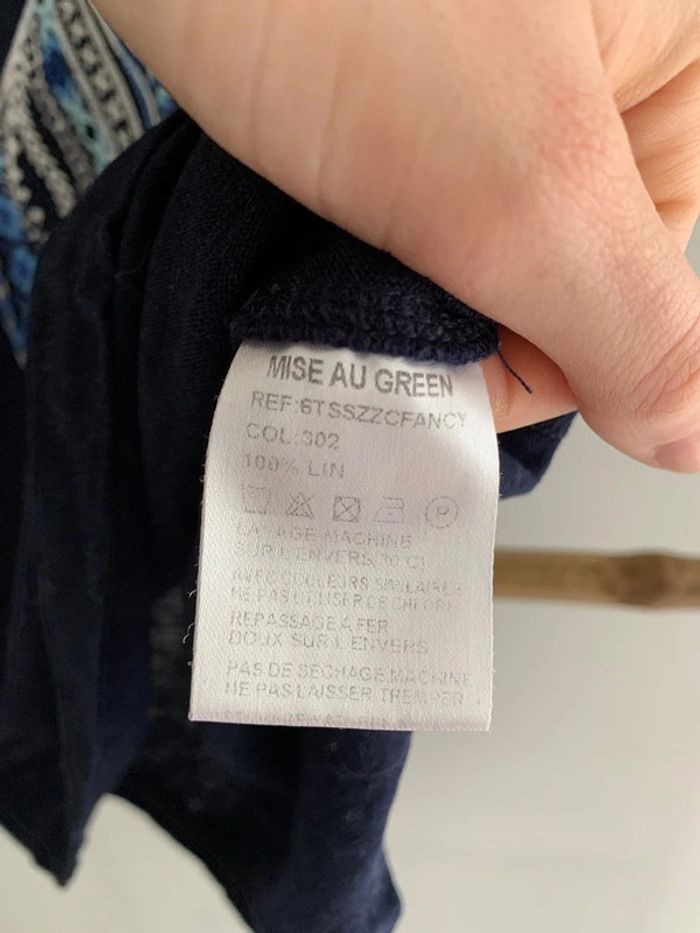 MISE AU GREEN
REF:6TSSZZCFANCY
COL:302
100% LIN
P
LAVAGE MACHINE
SUR L'ENVERS 30 C
AVEC COULEURS SIMILAIRES
NE PAS UTILISER DE CHLORE
REPASSAGE A FER
DOUX SUR L'ENVERS
PAS DE SECHAGE MACHINE
NE PAS LAISSER TREMPER